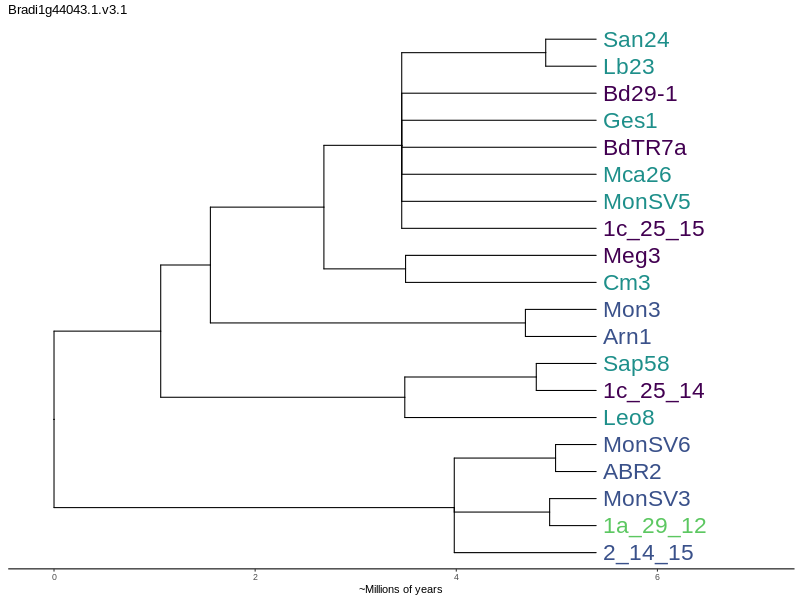 Bradi1g44043.1.v3.1
San24
Lb23
Bd29-1
Ges1
BdTR7a
Mca26
MonSV5
1c_25_15
Meg3
Cm3
Mon3
Arn1
Sap58
1c_25_14
Leo8
MonSV6
ABR2
MonSV3
1a_29_12
2_14_15
0 2 4 6
~Millions of years